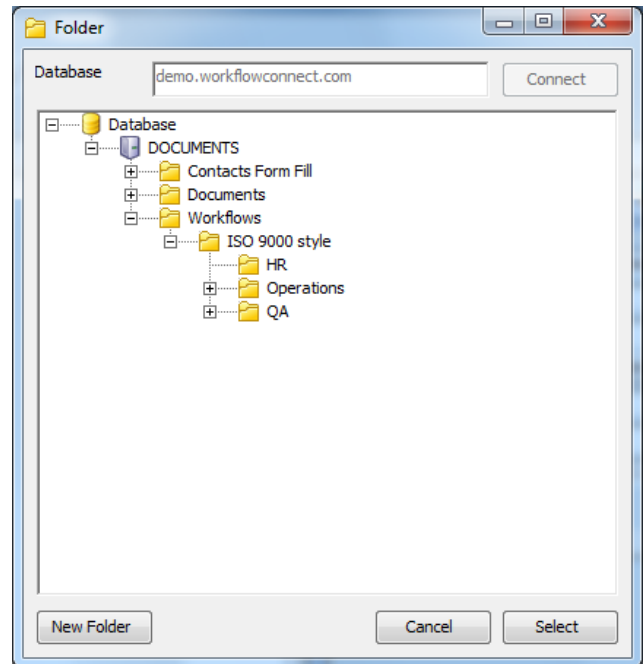 Folder
Database demo.workflowconnect.com Connect
Database
DOCUMENTS
Contacts Form Fill
Documents
Workflows
ISO 9000 style
HR
Operations
QA
New Folder Cancel Select